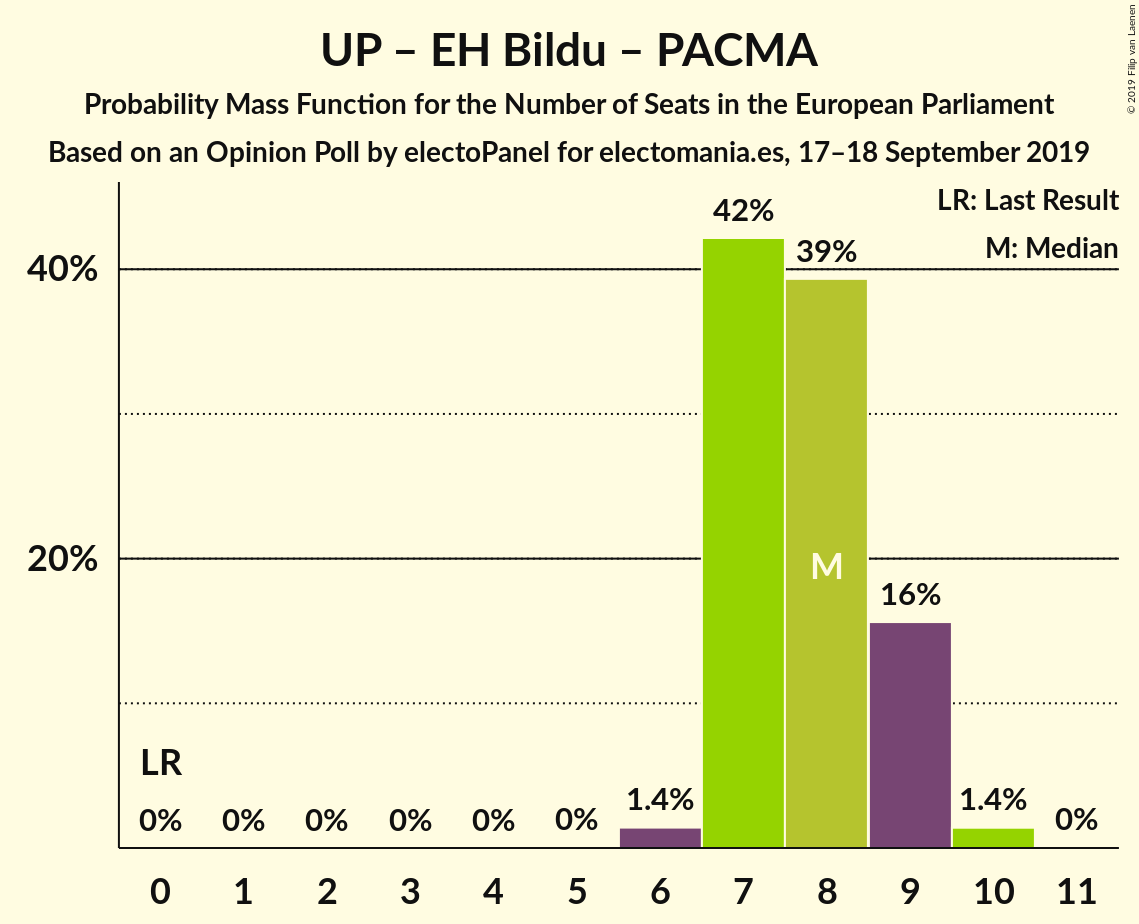 UP – EH Bildu – PACMA
Probability Mass Function for the Number of Seats in the European Parliament
Based on an Opinion Poll by electoPanel for electomania.es, 17–18 September 2019
© 2019 Filip van Laenen
LR: Last Result
M: Median
42%
39%
40%
20%
M
16%
LR
0% 0% 0% 0% 0% 0% 1.4% 1.4% 0%
0 1 2 3 4 5 6 7 8 9 10 11